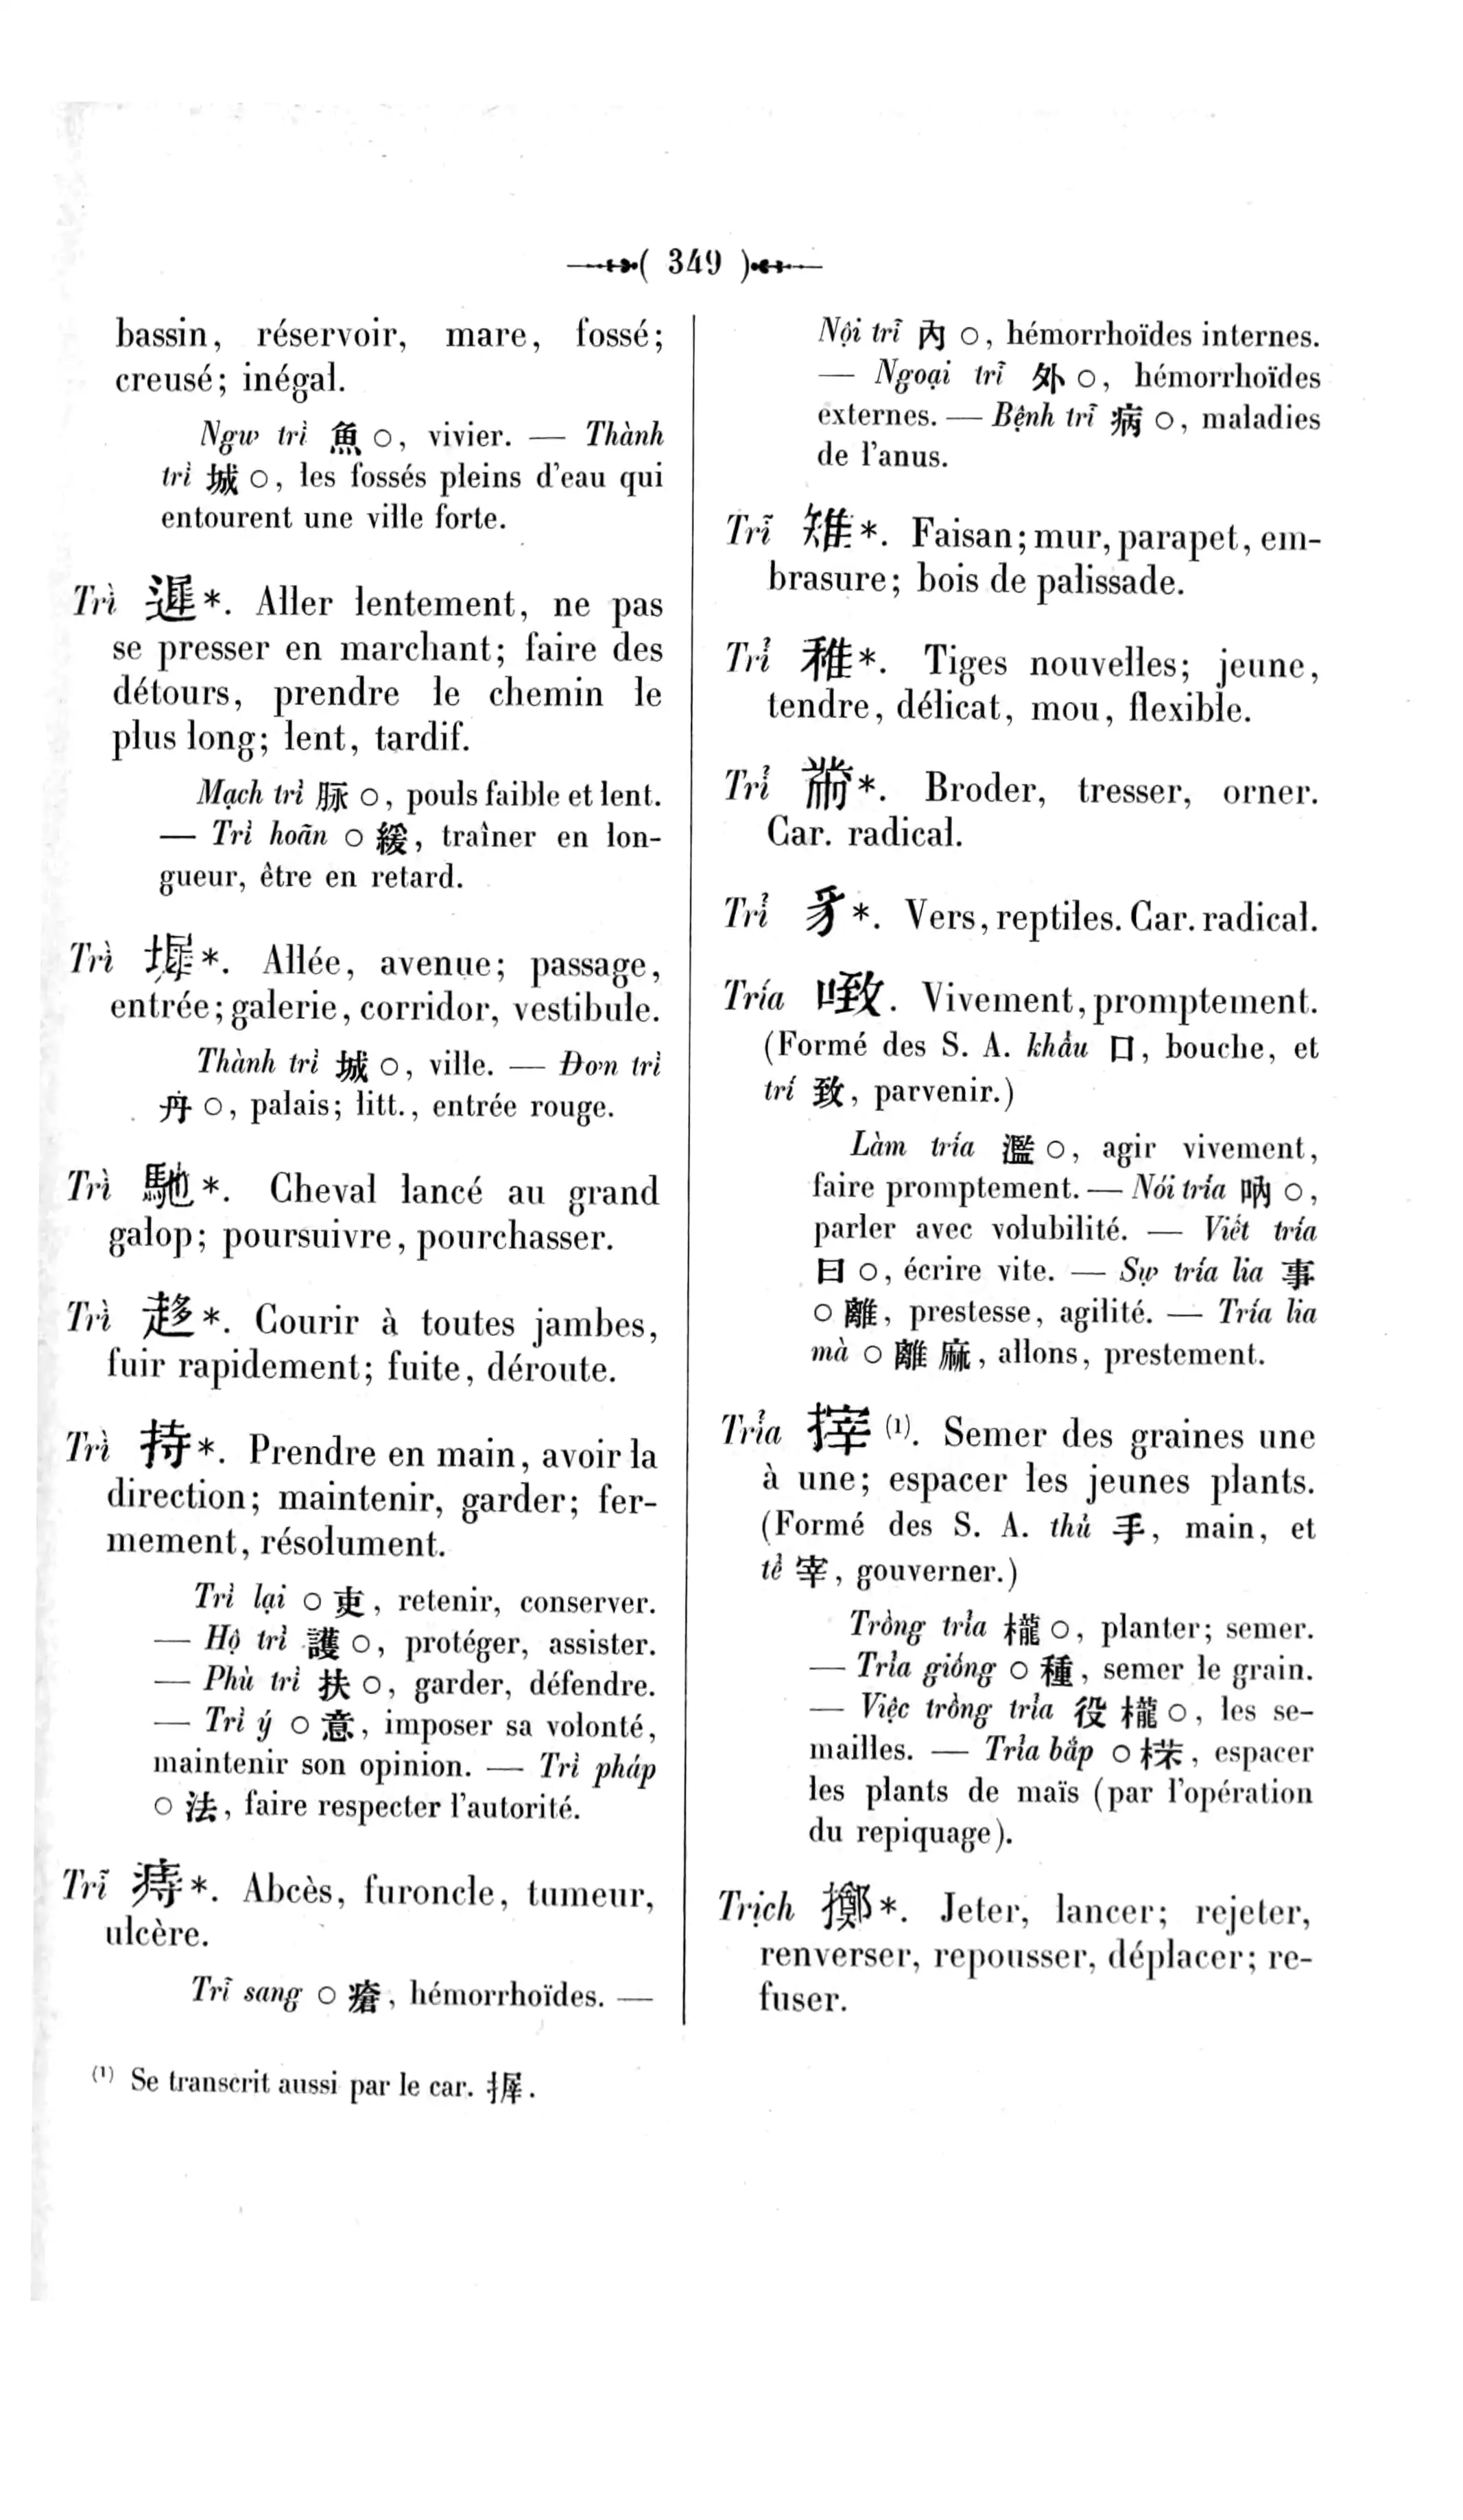 ( 349 )
bassin, réservoir, mare, fossé;
creusé; inégal.
Ngư trì 魚 ○, vivier. — Thành
trì 城 ○, les fossés pleins d'eau qui
entourent une ville forte.
Trì 遲*. Aller lentement, ne pas
se presser en marchant; faire des
détours, prendre le chemin le
plus long; lent, tardif.
Mạch trì 脉 ○, pouls faible et lent.
— Trì hoãn ○ 緩, traîner en lon-
gueur, être en retard.
Trì 墀*. Allée, avenue; passage,
entrée; galerie, corridor, vestibule.
Thành trì 城 ○, ville. — Đơn trì
丹 ○, palais; litt., entrée rouge.
Trì 馳*. Cheval lancé au grand
galop; poursuivre, pourchasser.
Trì 趍*. Courir à toutes jambes,
fuir rapidement; fuite, déroute.
Trì 持*. Prendre en main, avoir la
direction; maintenir, garder; fer-
mement, résolument.
Trì lại ○ 吏, retenir, conserver.
— Hộ trì 護 ○, protéger, assister.
— Phù trì 扶 ○, garder, défendre.
— Trì ý ○ 意, imposer sa volonté,
maintenir son opinion. — Trì pháp
○ 法, faire respecter l'autorité.
Trĩ 痔*. Abcès, furoncle, tumeur,
ulcère.
Trĩ sang ○ 瘡, hémorrhoïdes. —
Nội trĩ 內 ○, hémorrhoïdes internes.
— Ngoại trĩ 外 ○, hémorrhoïdes
externes. — Bệnh trĩ 病 ○, maladies
de l'anus.
Trĩ 雉*. Faisan; mur, parapet, em-
brasure; bois de palissade.
Trỉ 稚*. Tiges nouvelles; jeune,
tendre, délicat, mou, flexible.
Trỉ 黹*. Broder, tresser, orner.
Car. radical.
Trỉ 豸*. Vers, reptiles. Car. radical.
Tría 㗧. Vivement, promptement.
(Formé des S. A. khẩu 口, bouche, et
trí 致, parvenir.)
Làm tría 濫 ○, agir vivement,
faire promptement. — Nói tría 吶 ○,
parler avec volubilité. — Viết tría
曰 ○, écrire vite. — Sự tría lia 事
○ 離, prestesse, agilité. — Tría lia
mà ○ 離 麻, allons, prestement.
Trỉa 搾 (1). Semer des graines une
à une; espacer les jeunes plants.
(Formé des S. A. thủ 手, main, et
tể 宰, gouverner.)
Trồng trỉa 櫳 ○, planter; semer.
— Trỉa giống ○ 種, semer le grain.
— Việc trồng trỉa 役 櫳 ○, les se-
mailles. — Trỉa bắp ○, espacer
les plants de maïs (par l'opération
du repiquage).
Trịch 擲*. Jeter, lancer; rejeter,
renverser, repousser, déplacer; re-
fuser.
(1) Se transcrit aussi par le car.